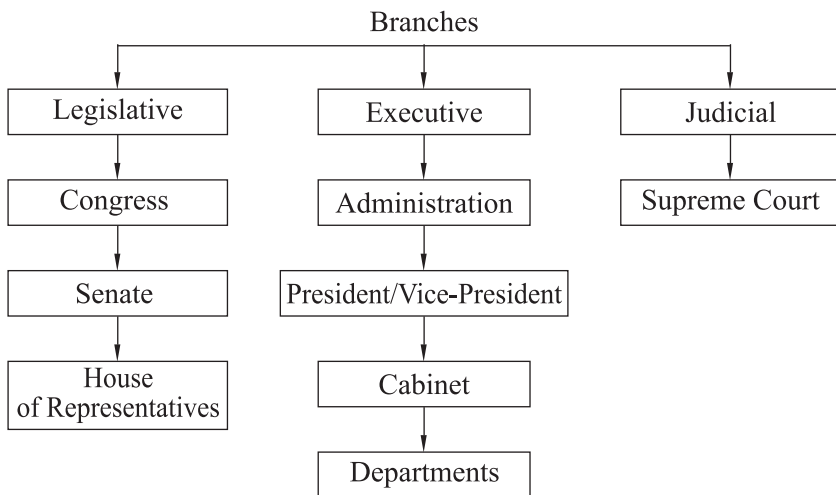 Branches
Legislative
Executive
Judicial
Congress
Administration
Supreme Court
Senate
President/Vice-President
House
of Representatives
Cabinet
Departments